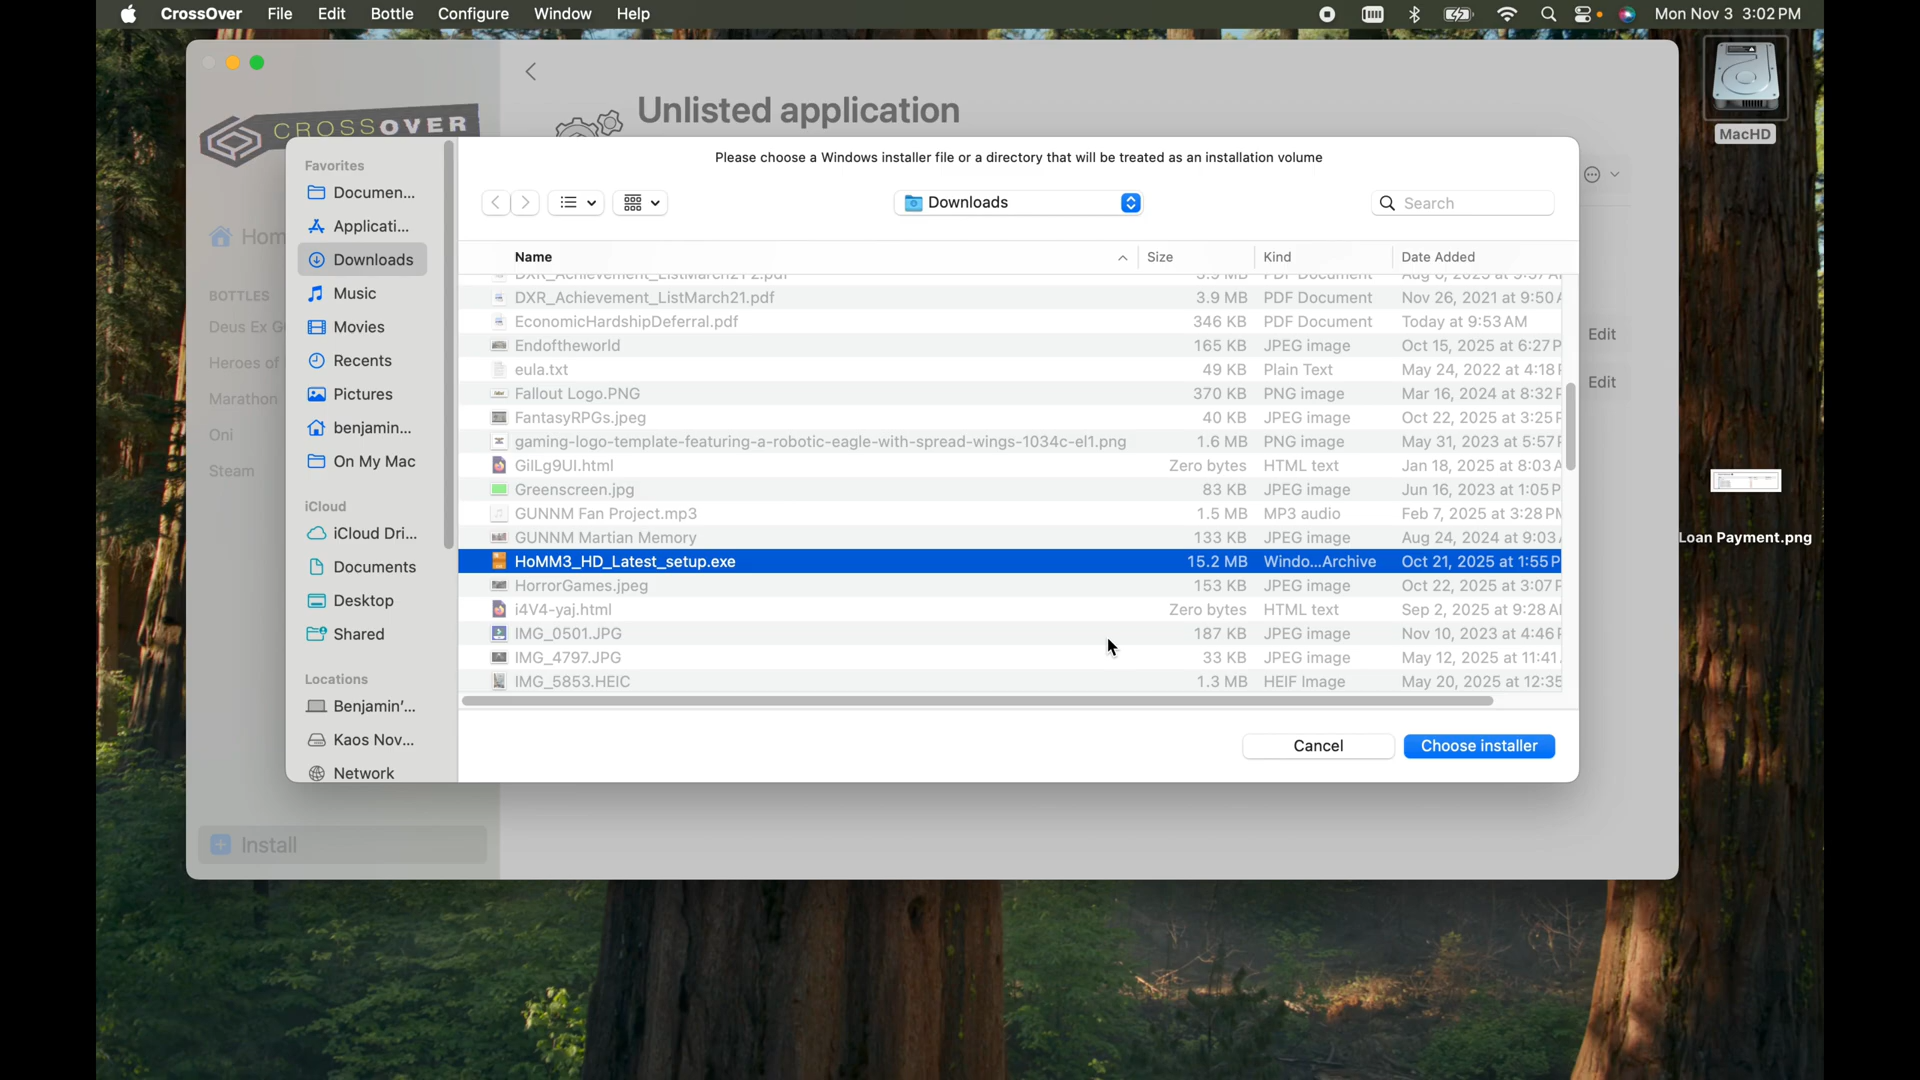 CrossOver File Edit Bottle Configure Window Help Mon Nov 3 3:02 PM
MacHD
Loan Payment.png
CROSSOVER
Unlisted application
Hom
BOTTLES
Deus Ex G
Heroes of
Marathon
Oni
Steam
Install
Edit
Edit
Please choose a Windows installer file or a directory that will be treated as an installation volume
Favorites
Documen...
Applicati...
Downloads
Music
Movies
Recents
Pictures
benjamin...
On My Mac
iCloud
iCloud Dri...
Documents
Desktop
Shared
Locations
Benjamin'...
Kaos Nov...
Network
Downloads
Search
Name Size Kind Date Added
DXR_Achievement_ListMarch21.pdf 3.9 MB PDF Document Nov 26, 2021 at 9:50
EconomicHardshipDeferral.pdf 346 KB PDF Document Today at 9:53 AM
Endoftheworld 165 KB JPEG image Oct 15, 2025 at 6:27
eula.txt 49 KB Plain Text May 24, 2022 at 4:18
Fallout Logo.PNG 370 KB PNG image Mar 16, 2024 at 8:32
FantasyRPGs.jpeg 40 KB JPEG image Oct 22, 2025 at 3:25
gaming-logo-template-featuring-a-robotic-eagle-with-spread-wings-1034c-el1.png 1.6 MB PNG image May 31, 2023 at 5:57
GilLg9UI.html Zero bytes HTML text Jan 18, 2025 at 8:03
Greenscreen.jpg 83 KB JPEG image Jun 16, 2023 at 1:05
GUNNM Fan Project.mp3 1.5 MB MP3 audio Feb 7, 2025 at 3:28 PM
GUNNM Martian Memory 133 KB JPEG image Aug 24, 2024 at 9:03
HoMM3_HD_Latest_setup.exe 15.2 MB Windo...Archive Oct 21, 2025 at 1:55
HorrorGames.jpeg 153 KB JPEG image Oct 22, 2025 at 3:07
i4V4-yaj.html Zero bytes HTML text Sep 2, 2025 at 9:28
IMG_0501.JPG 187 KB JPEG image Nov 10, 2023 at 4:46
IMG_4797.JPG 33 KB JPEG image May 12, 2025 at 11:41
IMG_5853.HEIC 1.3 MB HEIF Image May 20, 2025 at 12:35
Cancel Choose installer